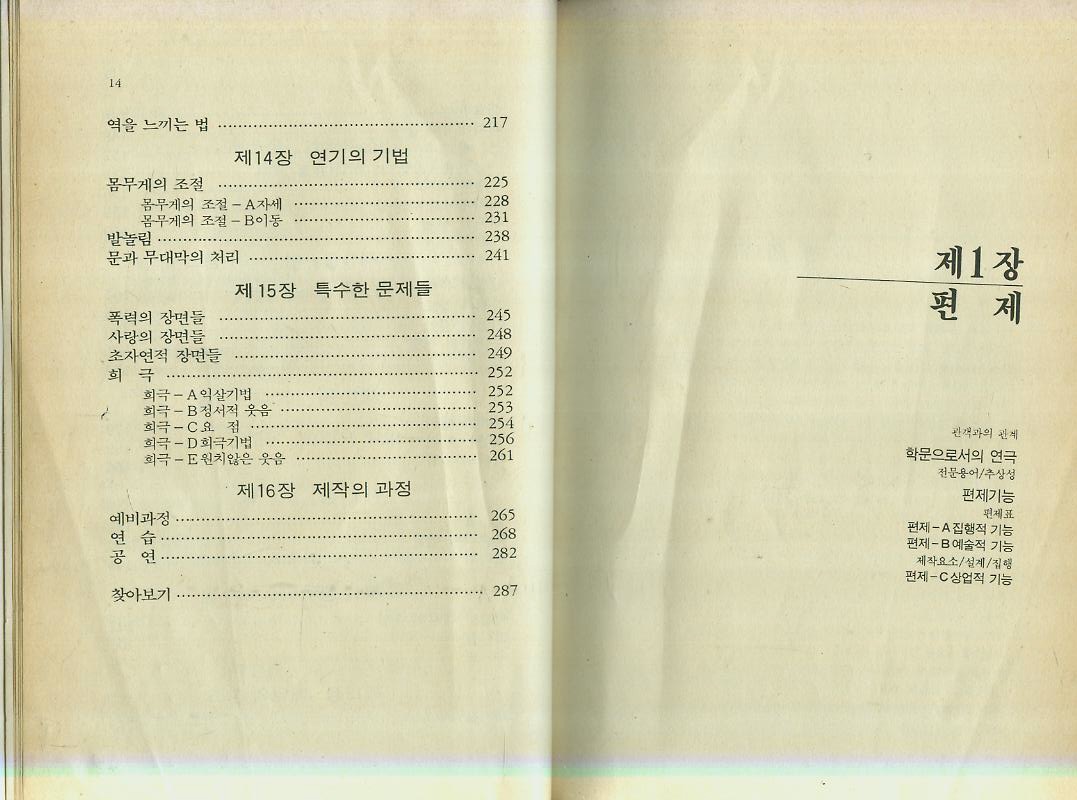 14
역을 느끼는 법 ················ 217
제14장 연기의 기법
몸무게의 조절 ················ 225
몸무게의 조절 – A자세 ················ 228
몸무게의 조절 – B이동 ················ 231
발놀림 ················ 238
문과 무대막의 처리 ················ 241
제15장 특수한 문제들
폭력의 장면들 ················ 245
사랑의 장면들 ················ 248
초자연적 장면들 ················ 249
희 극 ················ 252
희극 – A익살기법 ················ 252
희극 – B정서적 웃음 ················ 253
희극 – C요 점 ················ 254
희극 – D희극기법 ················ 256
희극 – E원치않은 웃음 ················ 261
제16장 제작의 과정
예비과정 ················ 265
연 습 ················ 268
공 연 ················ 282
찾아보기 ················ 287
제1장
편 제
관객과의 관계
학문으로서의 연극
전문용어/추상성
편제기능
편제표
편제–A집행적 기능
편제–B예술적 기능
제작요소/설계/집행
편제–C상업적 기능